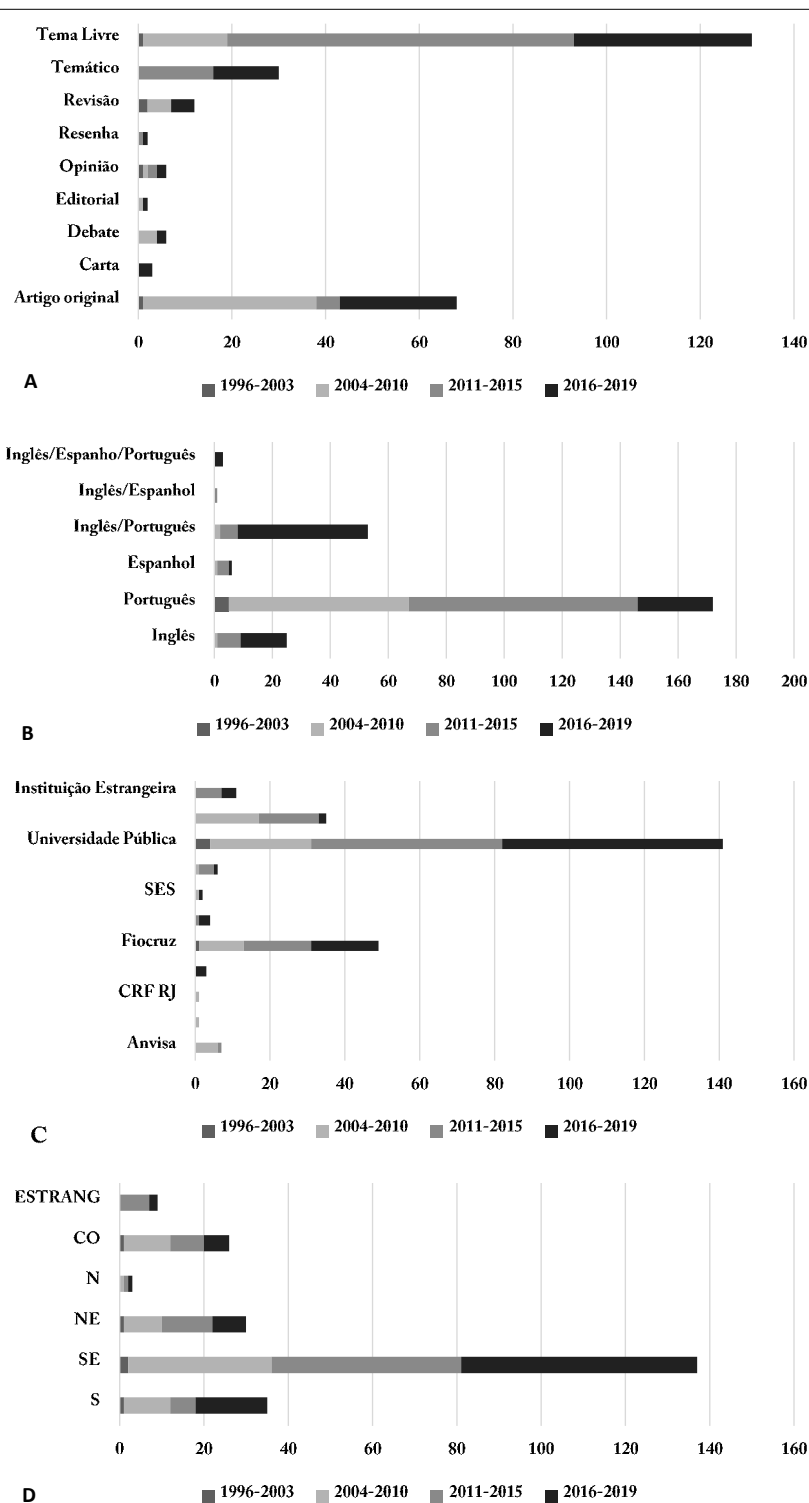 Tema Livre
Temático
Revisão
Resenha
Opinião
Editorial
Debate
Carta
Artigo original
0 20 40 60 80 100 120 140
A
1996-2003 2004-2010 2011-2015 2016-2019
Inglês/Espanho/Português
Inglês/Espanhol
Inglês/Português
Espanhol
Português
Inglês
0 20 40 60 80 100 120 140 160 180 200
B
1996-2003 2004-2010 2011-2015 2016-2019
Instituição Estrangeira
Universidade Pública
SES
Fiocruz
CRF RJ
Anvisa
0 20 40 60 80 100 120 140 160
C
1996-2003 2004-2010 2011-2015 2016-2019
ESTRANG
CO
N
NE
SE
S
0 20 40 60 80 100 120 140 160
D
1996-2003 2004-2010 2011-2015 2016-2019